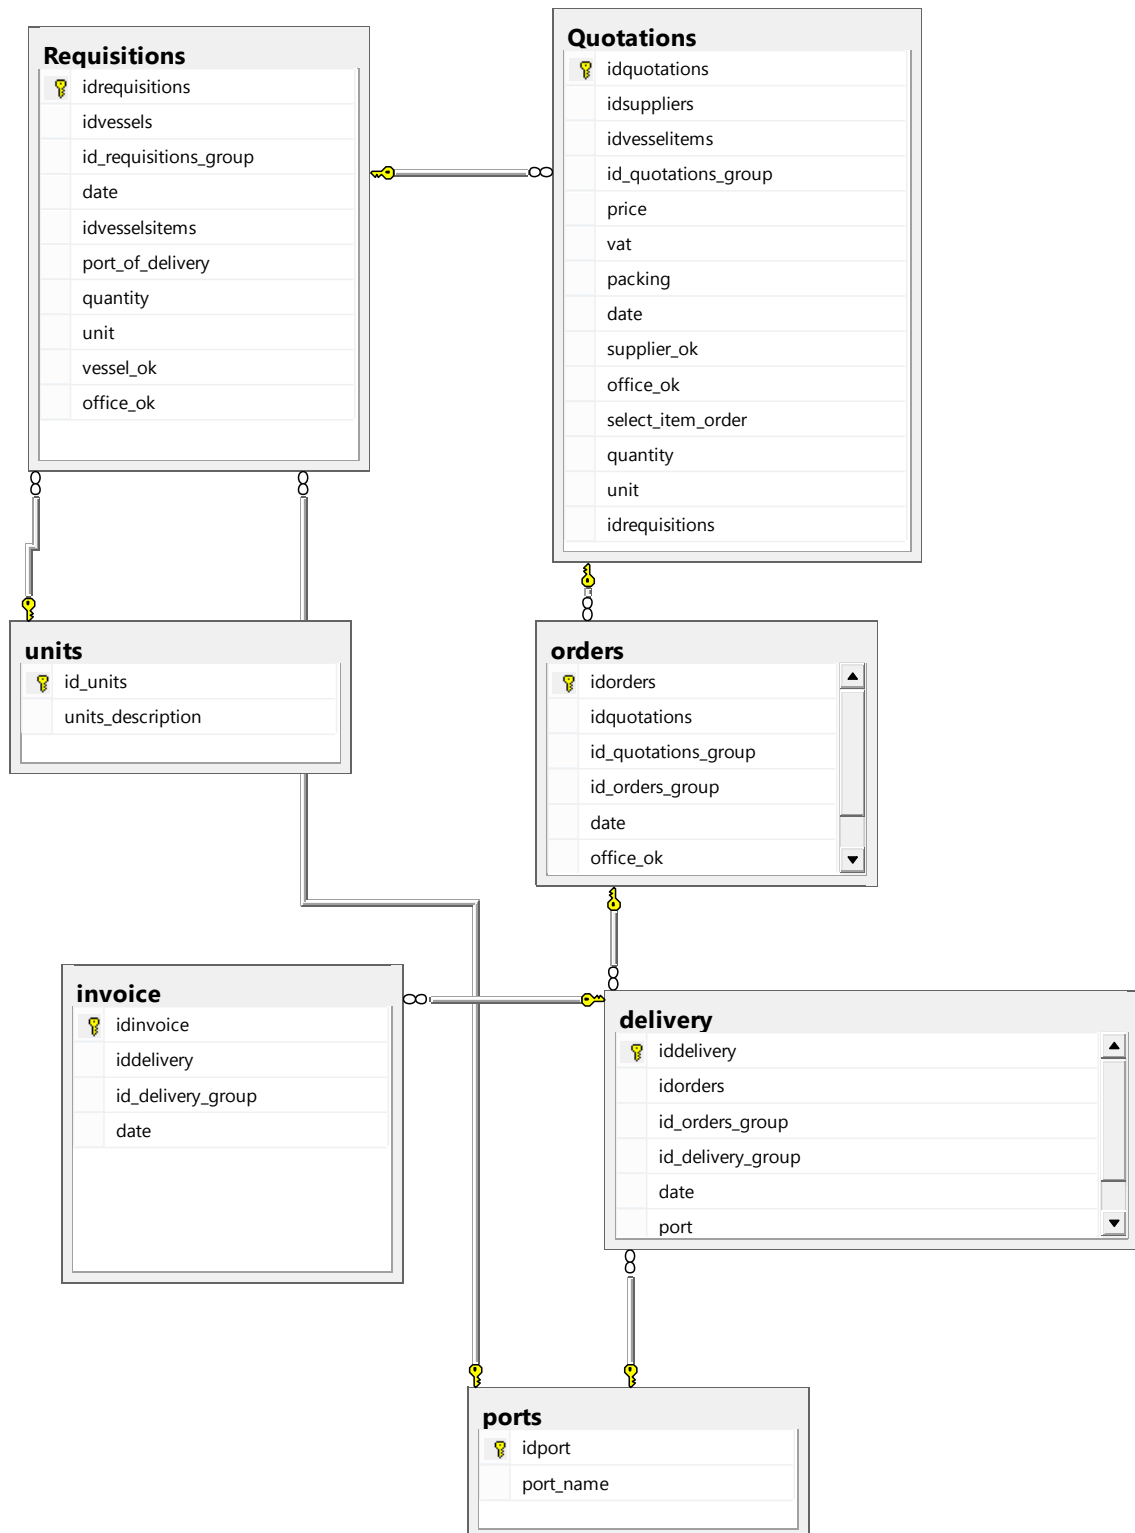 Requisitions
idrequisitions
idvessels
id_requisitions_group
date
idvesselsitems
port_of_delivery
quantity
unit
vessel_ok
office_ok
Quotations
idquotations
idsuppliers
idvesselitems
id_quotations_group
price
vat
packing
date
supplier_ok
office_ok
select_item_order
quantity
unit
idrequisitions
units
id_units
units_description
orders
idorders
idquotations
id_quotations_group
id_orders_group
date
office_ok
invoice
idinvoice
iddelivery
id_delivery_group
date
delivery
iddelivery
idorders
id_orders_group
id_delivery_group
date
port
ports
idport
port_name